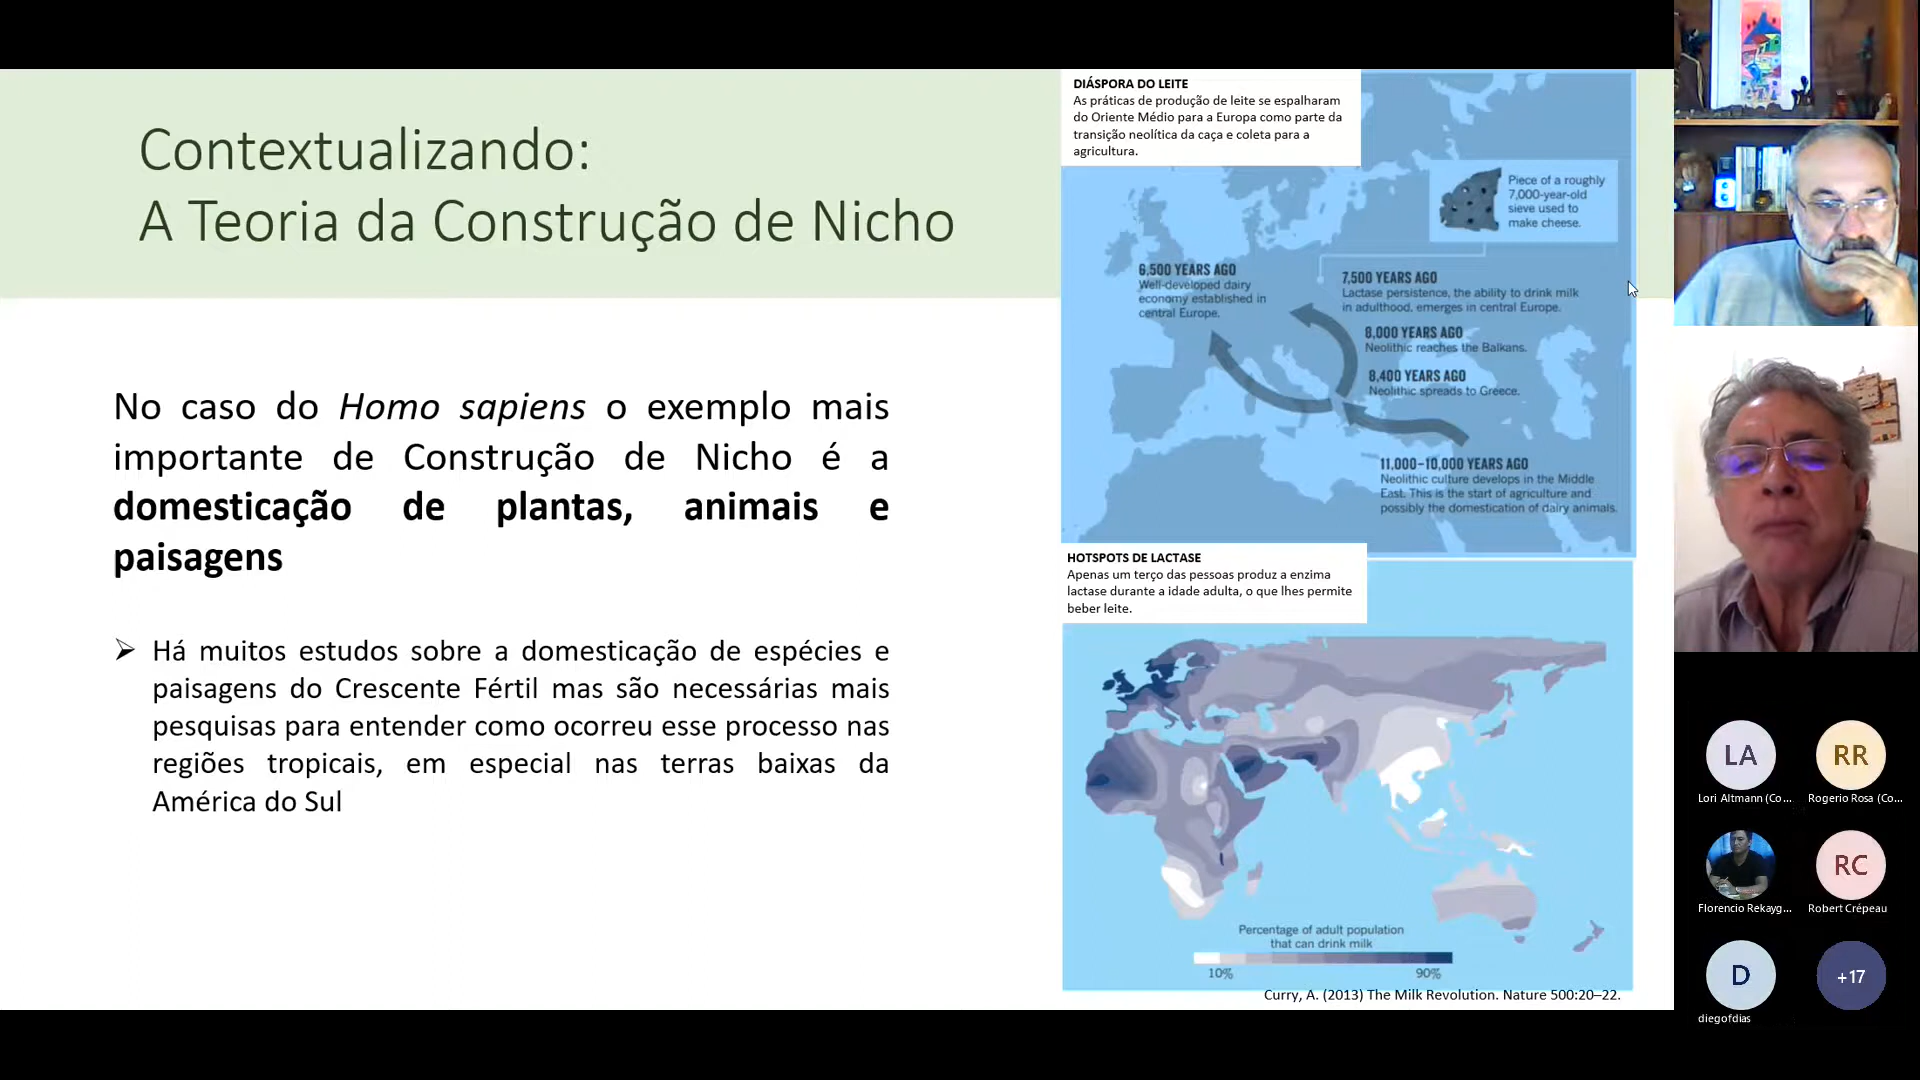 Contextualizando:
A Teoria da Construção de Nicho
No caso do Homo sapiens o exemplo mais
importante de Construção de Nicho é a
domesticação de plantas, animais e
paisagens
Há muitos estudos sobre a domesticação de espécies e
paisagens do Crescente Fértil mas são necessárias mais
pesquisas para entender como ocorreu esse processo nas
regiões tropicais, em especial nas terras baixas da
América do Sul
DIÁSPORA DO LEITE
As práticas de produção de leite se espalharam
do Oriente Médio para a Europa como parte da
transição neolítica da caça e coleta para a
agricultura.
Piece of a roughly
7,000-year-old
sieve used to
make cheese.
6,500 YEARS AGO
Well-developed dairy
economy established in
central Europe.
7,500 YEARS AGO
Lactase persistence, the ability to drink milk
in adulthood, emerges in central Europe.
8,000 YEARS AGO
Neolithic reaches the Balkans.
8,400 YEARS AGO
Neolithic spreads to Greece.
11,000–10,000 YEARS AGO
Neolithic culture develops in the Middle
East. This is the start of agriculture and
possibly the domestication of dairy animals.
HOTSPOTS DE LACTASE
Apenas um terço das pessoas produz a enzima
lactase durante a idade adulta, o que lhes permite
beber leite.
Percentage of adult population
that can drink milk
10% 90%
Curry, A. (2013) The Milk Revolution. Nature 500:20–22.
LA
Lori Altmann (Co...
RR
Rogerio Rosa (Co...
Florencio Rekayg...
RC
Robert Crépeau
D
diegofdias
+17